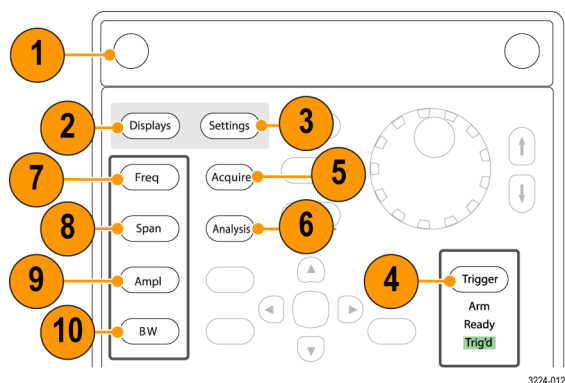 1
2
Displays
Settings
3
7
Freq
Acquire
5
8
Span
Analysis
6
9
Ampl
4
Trigger
Arm
Ready
Trig'd
10
BW
3224-012